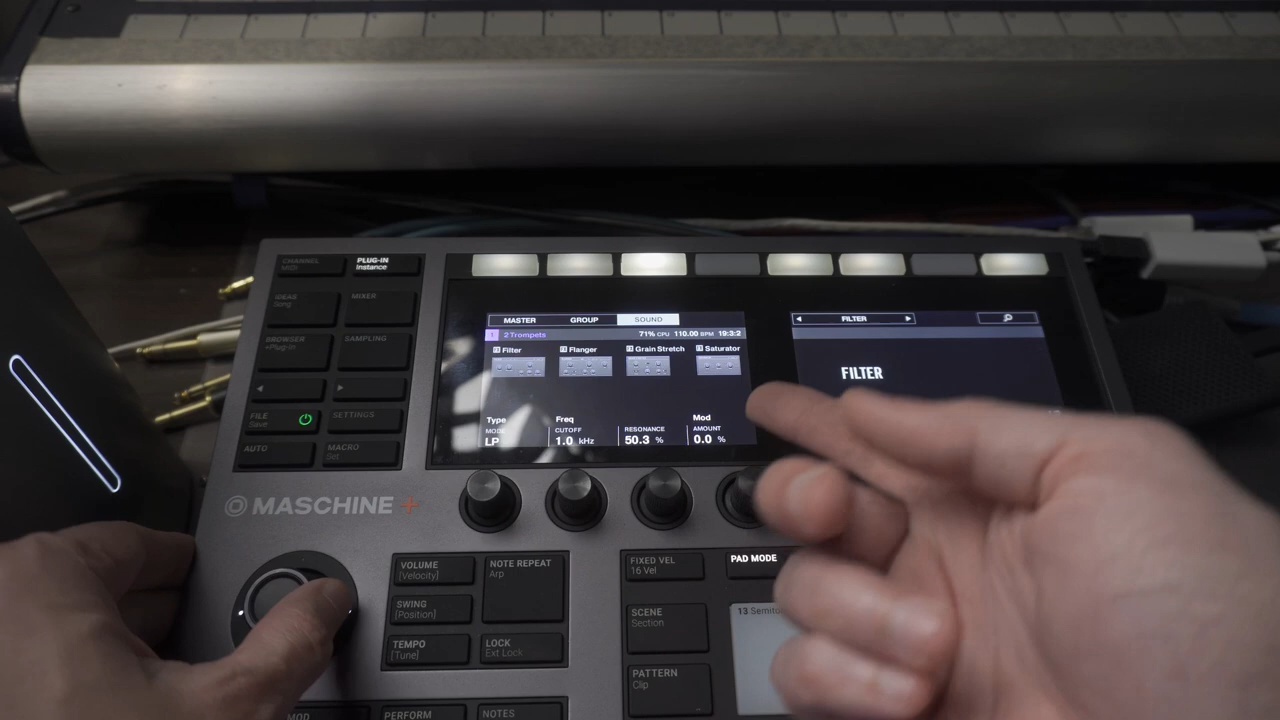 CHANNEL
MIDI
PLUG-IN
Instance
IDEAS
Song
MIXER
BROWSER
+Plug-in
SAMPLING
FILE
Save
SETTINGS
AUTO
MACRO
Set
MASTER GROUP SOUND
1 2 Trompets 71% CPU 110.00 BPM 19:3:2
Filter Flanger Grain Stretch Saturator
Type Freq Mod
MODE CUTOFF RESONANCE AMOUNT
LP 1.0 kHz 50.3 % 0.0 %
FILTER
FILTER
MASCHINE +
VOLUME
[Velocity]
NOTE REPEAT
Arp
SWING
[Position]
TEMPO
[Tune]
LOCK
Ext Lock
FIXED VEL
16 Vel
PAD MODE
SCENE
Section
PATTERN
Clip
MOD
PERFORM
NOTES